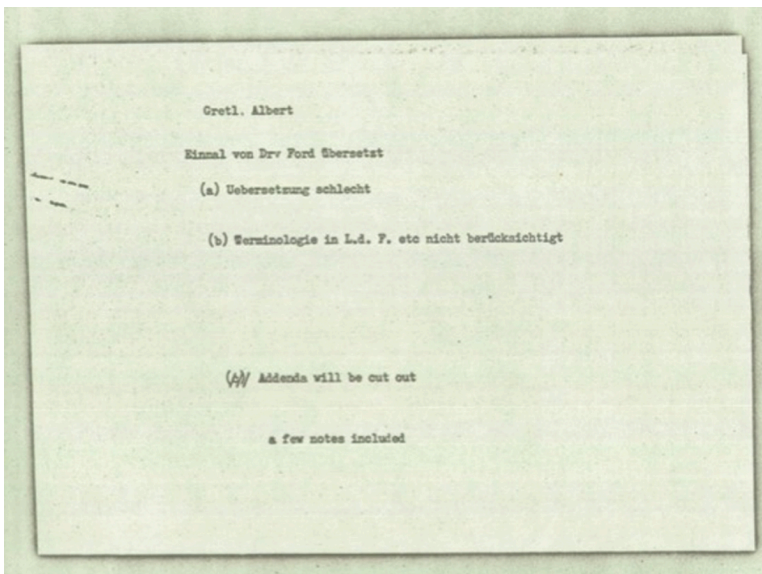 Gretl. Albert
Einmal von Drv Ford übersetzt
(a) Uebersetzung schlecht
(b) Terminologie in L.d. F. etc nicht berücksichtigt
Addenda will be cut out
a few notes included